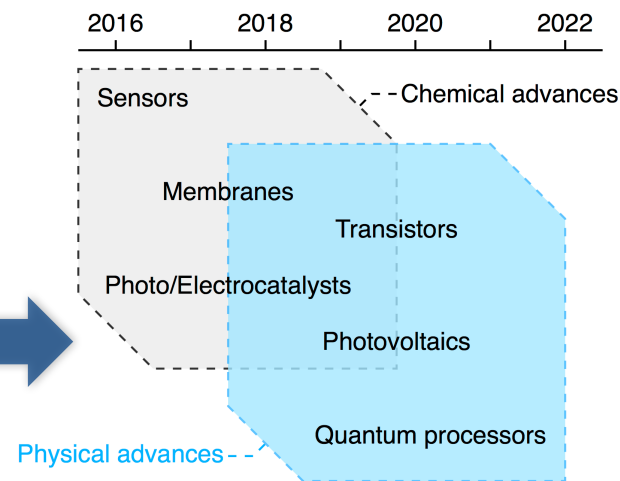 2016 2018 2020 2022
Sensors
Chemical advances
Membranes
Transistors
Photo/Electrocatalysts
Photovoltaics
Quantum processors
Physical advances